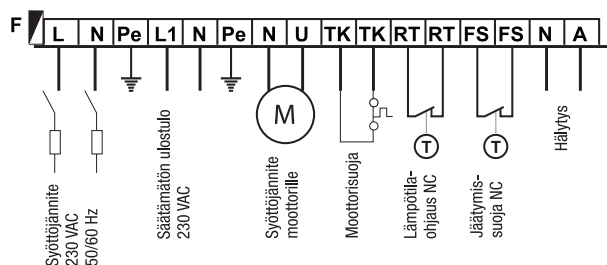 F L N Pe L1 N Pe N U TK TK RT RT FS FS N A
M
T
T
Syöttöjännite
230 VAC
50/60 Hz
Säätämätön ulostulo
230 VAC
Syöttöjännite
moottorille
Moottorisuoja
Lämpötila-
ohjaus NC
Jäätymis-
suoja NC
Hälytys